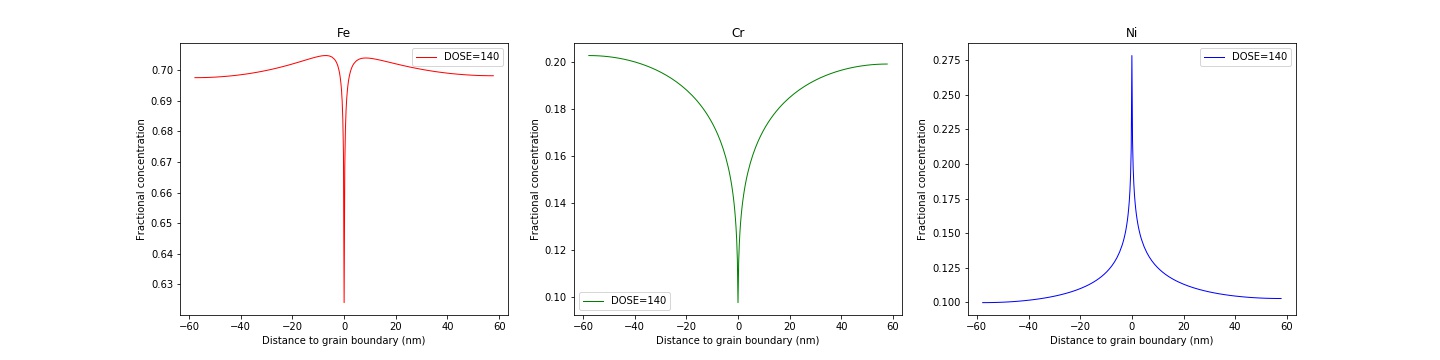 Fe
DOSE=140
Fractional concentration
0.70
0.69
0.68
0.67
0.66
0.65
0.64
0.63
−60 −40 −20 0 20 40 60
Distance to grain boundary (nm)
Cr
DOSE=140
Fractional concentration
0.20
0.18
0.16
0.14
0.12
0.10
−60 −40 −20 0 20 40 60
Distance to grain boundary (nm)
Ni
DOSE=140
Fractional concentration
0.275
0.250
0.225
0.200
0.175
0.150
0.125
0.100
−60 −40 −20 0 20 40 60
Distance to grain boundary (nm)